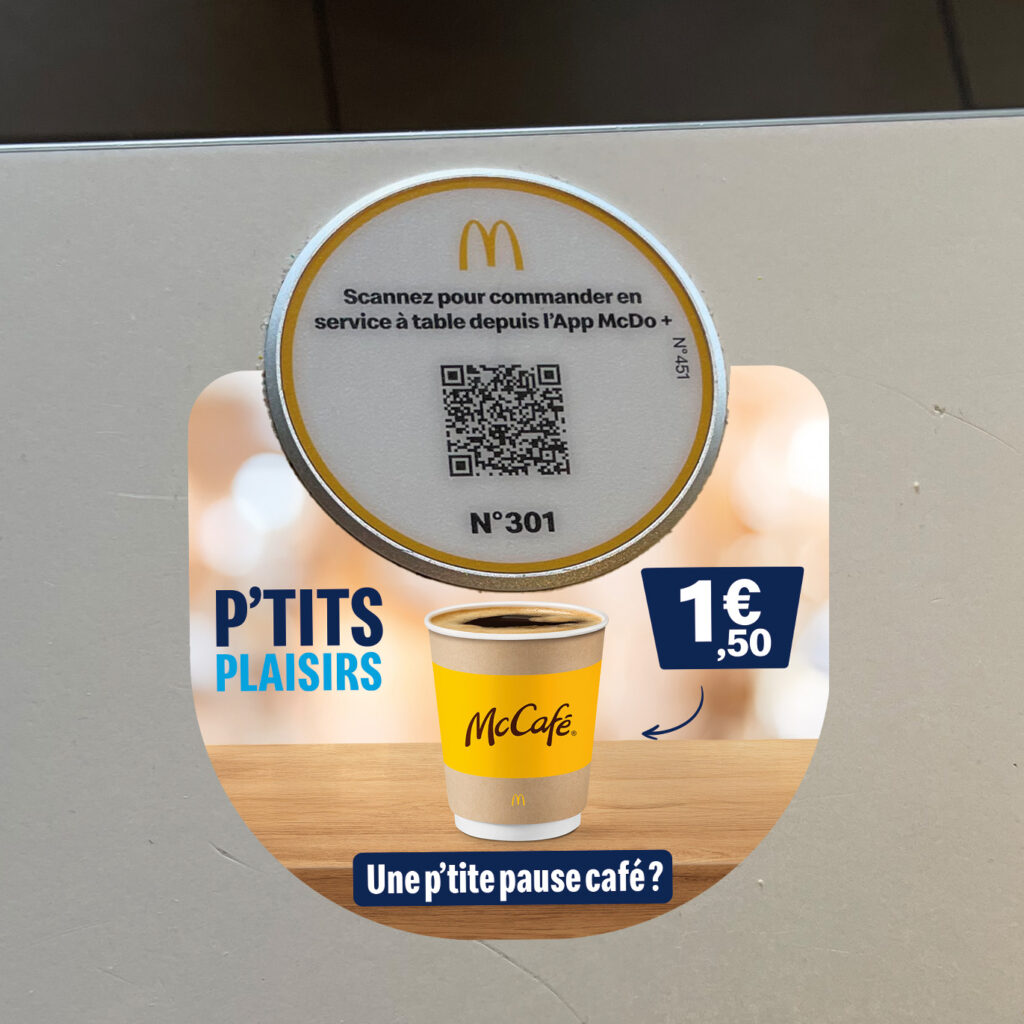 Scannez pour commander en
service à table depuis l'App McDo +
N°451
N°301
P'TITS
PLAISIRS
1€,50
McCafé®
Une p'tite pause café ?